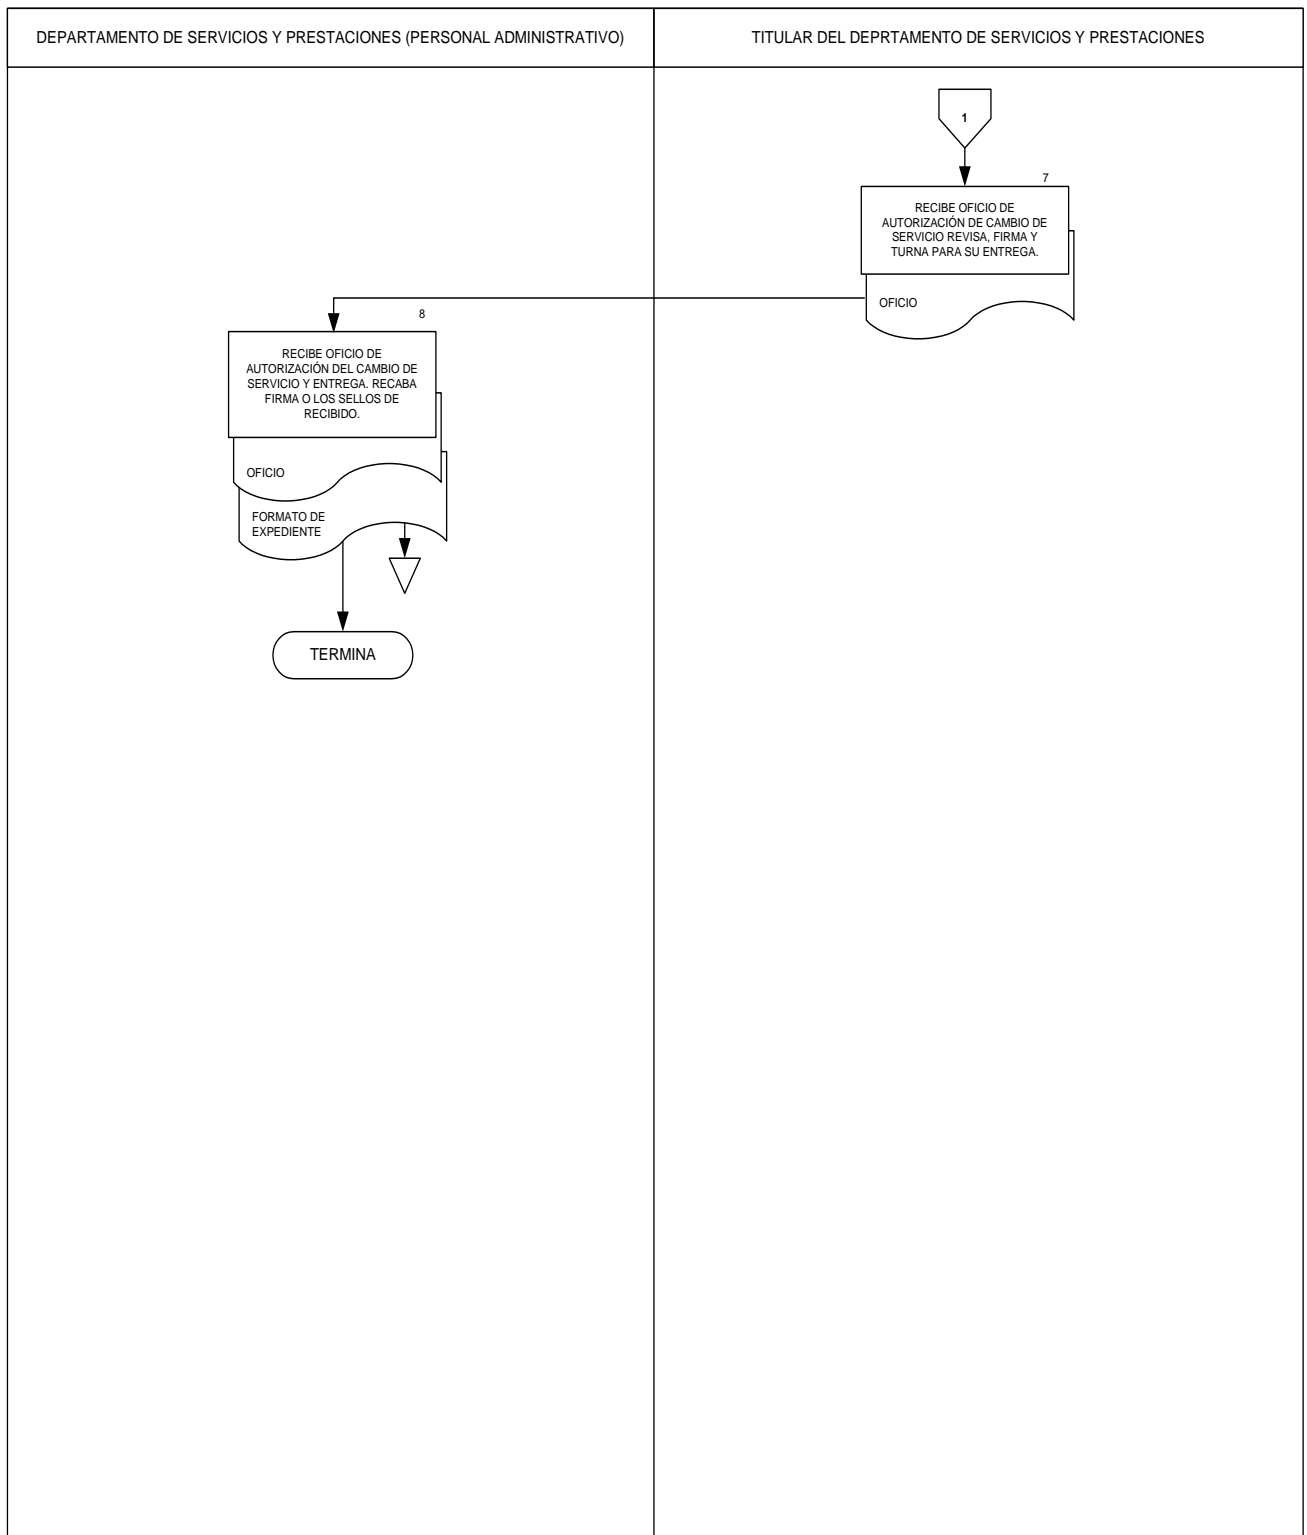 DEPARTAMENTO DE SERVICIOS Y PRESTACIONES (PERSONAL ADMINISTRATIVO)
TITULAR DEL DEPRTAMENTO DE SERVICIOS Y PRESTACIONES
1
7
RECIBE OFICIO DE
AUTORIZACIÓN DE CAMBIO DE
SERVICIO REVISA, FIRMA Y
TURNA PARA SU ENTREGA.
OFICIO
8
RECIBE OFICIO DE
AUTORIZACIÓN DEL CAMBIO DE
SERVICIO Y ENTREGA. RECABA
FIRMA O LOS SELLOS DE
RECIBIDO.
OFICIO
FORMATO DE
EXPEDIENTE
TERMINA